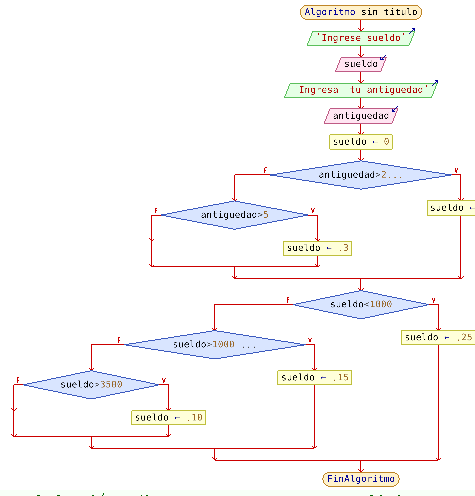 Algoritmo sin titulo
'Ingrese sueldo'
sueldo
Ingresa tu antiguedad'
antiguedad
sueldo ← 0
antiguedad>2...
F
V
sueldo ←
antiguedad>5
F
V
sueldo ← .3
sueldo<1000
F
V
sueldo ← .25
sueldo>1000 ...
F
V
sueldo ← .15
sueldo>3500
F
V
sueldo ← .10
FinAlgoritmo